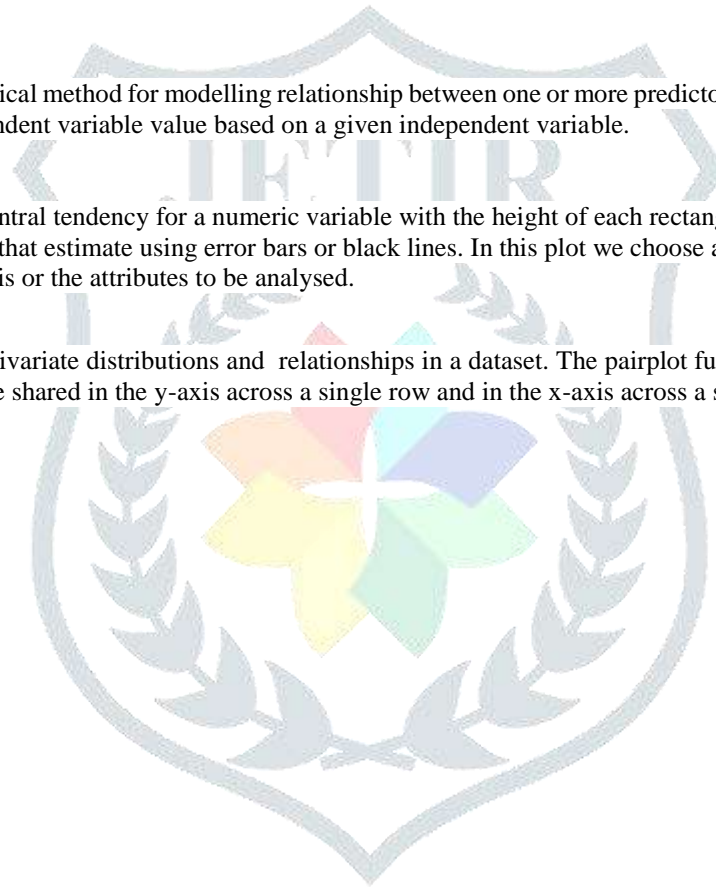 ical method for modelling relationship between one or more predicto
ndent variable value based on a given independent variable.
JETIR
ntral tendency for a numeric variable with the height of each rectang
that estimate using error bars or black lines. In this plot we choose a
is or the attributes to be analysed.
ivariate distributions and relationships in a dataset. The pairplot fu
e shared in the y-axis across a single row and in the x-axis across a s